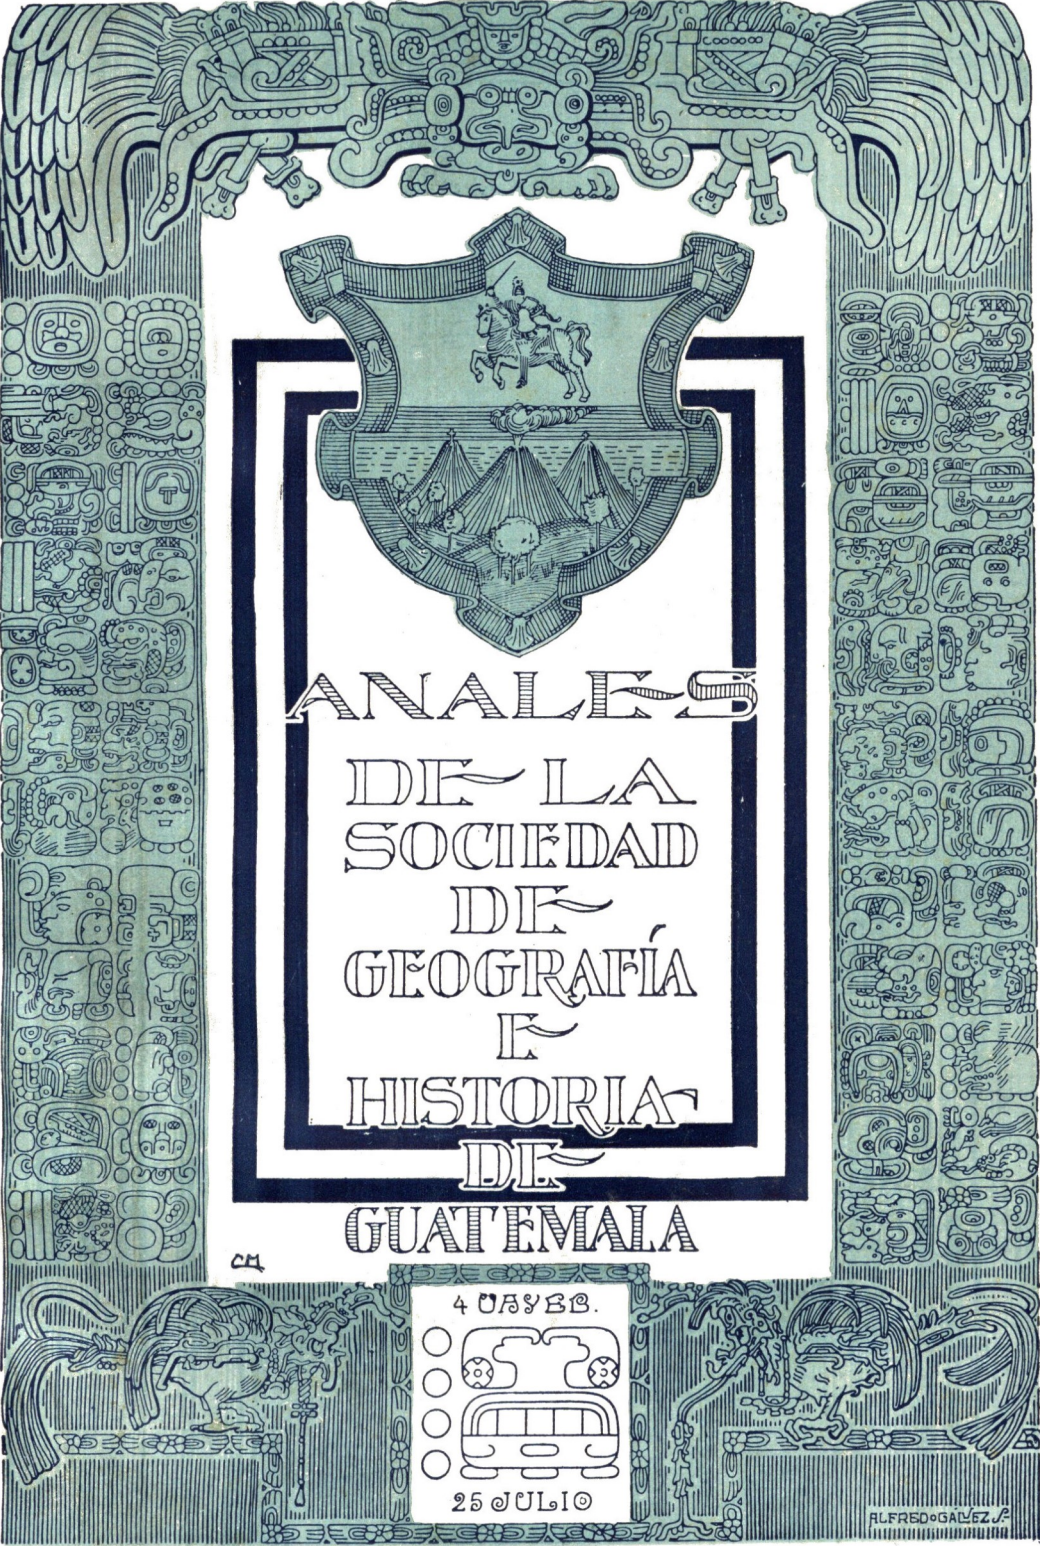 ANALES
DE LA
SOCIEDAD
DE
GEOGRAFÍA
E
HISTORIA
DE
GUATEMALA
CM
4 UAYEB.
25 JULIO
ALFREDO GALVEZ S.